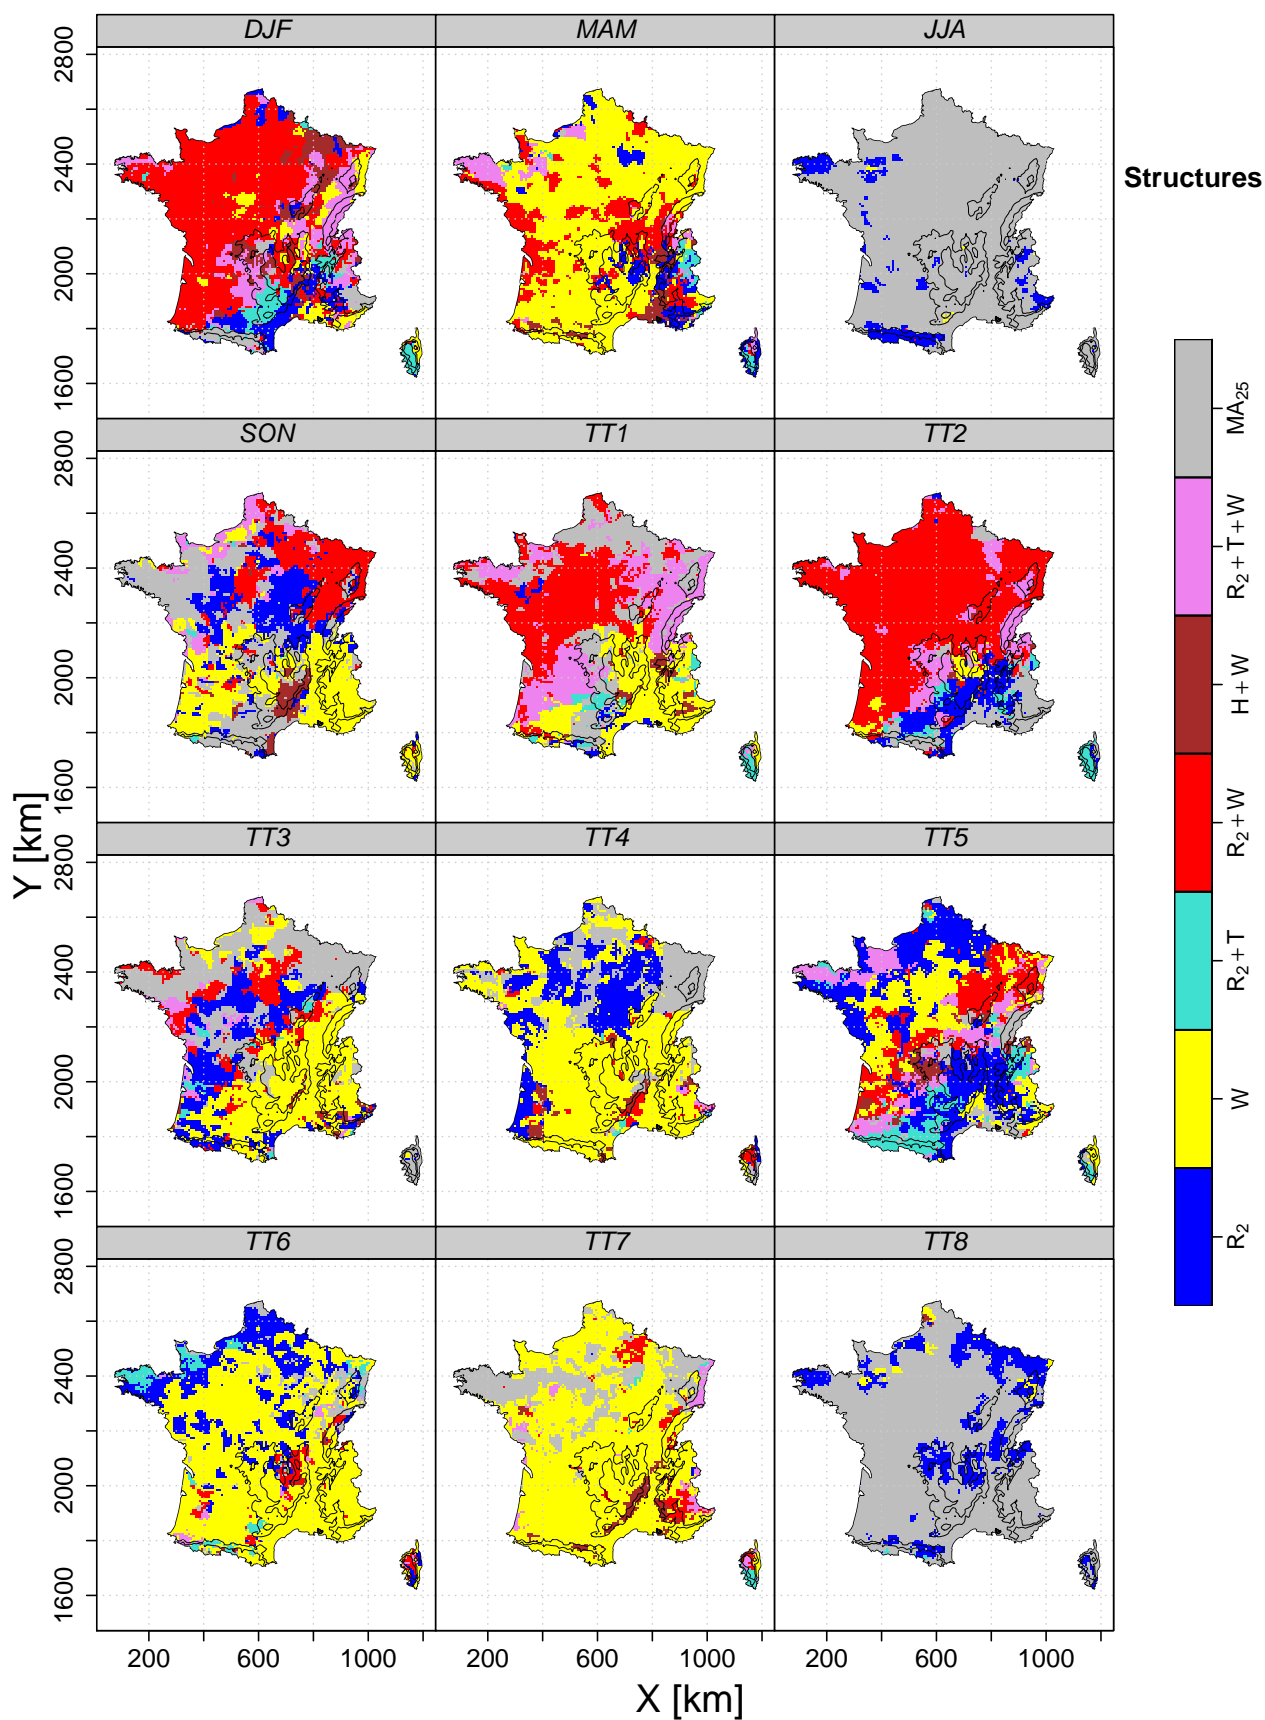 DJF MAM JJA
2800
2400
2000
1600
Structures
SON TT1 TT2
2800
2400
2000
1600
TT3 TT4 TT5
2800
2400
2000
1600
TT6 TT7 TT8
2800
2400
2000
1600
200 600 1000 200 600 1000 200 600 1000
X [km]
Y [km]
MA₂₅
R₂+T+W
H+W
R₂+W
R₂+T
W
R₂